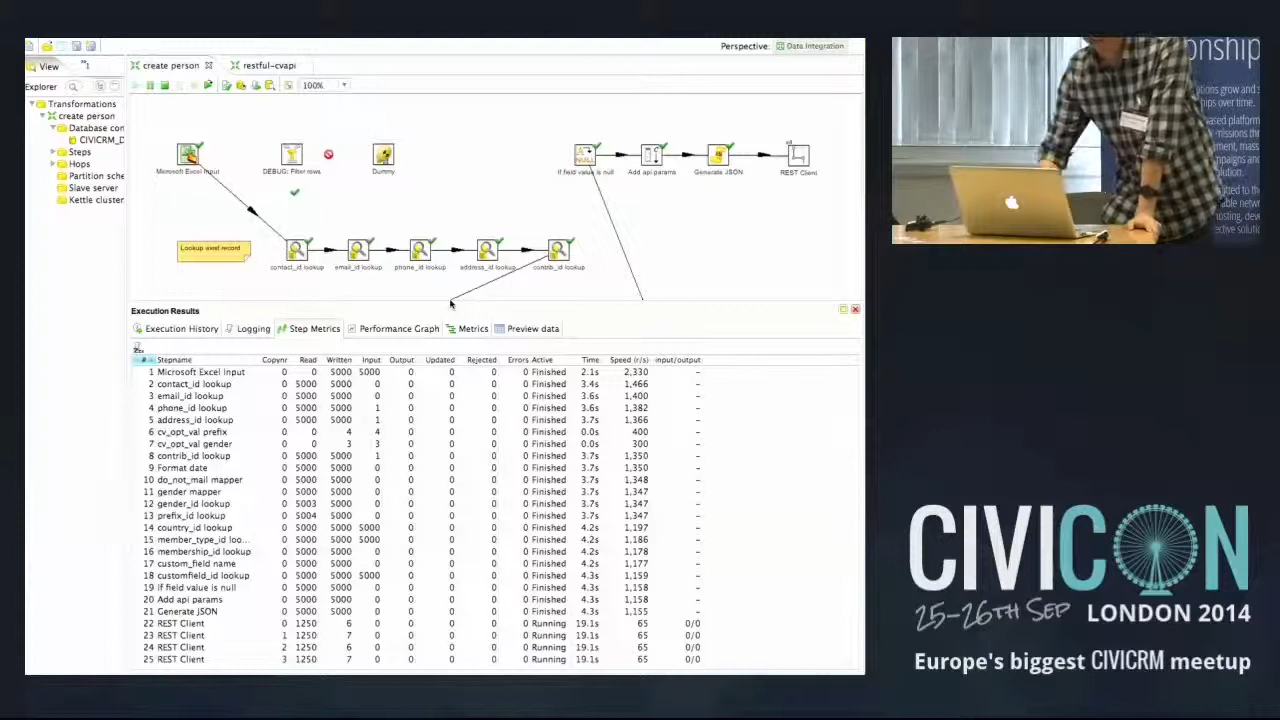 Perspective: Data Integration
View
create person
restful-cvapi
Explorer
100%
Transformations
create person
Database con
CIVICRM_D
Steps
Hops
Partition sche
Slave server
Kettle cluster
Microsoft Excel Input
DEBUG: Filter rows
Dummy
If field value is null
Add api params
Generate JSON
REST Client
Lookup exist record
contact_id lookup
email_id lookup
phone_id lookup
address_id lookup
contrib_id lookup
Execution Results
Execution History Logging Step Metrics Performance Graph Metrics Preview data
# Stepname Copynr Read Written Input Output Updated Rejected Errors Active Time Speed (r/s) input/output
1 Microsoft Excel Input 0 0 5000 5000 0 0 0 0 Finished 2.1s 2,330 -
2 contact_id lookup 0 5000 5000 0 0 0 0 0 Finished 3.4s 1,466 -
3 email_id lookup 0 5000 5000 0 0 0 0 0 Finished 3.6s 1,400 -
4 phone_id lookup 0 5000 5000 1 0 0 0 0 Finished 3.6s 1,382 -
5 address_id lookup 0 5000 5000 1 0 0 0 0 Finished 3.7s 1,366 -
6 cv_opt_val prefix 0 0 4 4 0 0 0 0 Finished 0.0s 400 -
7 cv_opt_val gender 0 0 3 3 0 0 0 0 Finished 0.0s 300 -
8 contrib_id lookup 0 5000 5000 1 0 0 0 0 Finished 3.7s 1,350 -
9 Format date 0 5000 5000 0 0 0 0 0 Finished 3.7s 1,350 -
10 do_not_mail mapper 0 5000 5000 0 0 0 0 0 Finished 3.7s 1,348 -
11 gender mapper 0 5000 5000 0 0 0 0 0 Finished 3.7s 1,347 -
12 gender_id lookup 0 5003 5000 0 0 0 0 0 Finished 3.7s 1,347 -
13 prefix_id lookup 0 5004 5000 0 0 0 0 0 Finished 3.7s 1,347 -
14 country_id lookup 0 5000 5000 5000 0 0 0 0 Finished 4.2s 1,197 -
15 member_type_id loo... 0 5000 5000 5000 0 0 0 0 Finished 4.2s 1,186 -
16 membership_id lookup 0 5000 5000 0 0 0 0 0 Finished 4.2s 1,178 -
17 custom_field name 0 5000 5000 0 0 0 0 0 Finished 4.2s 1,177 -
18 customfield_id lookup 0 5000 5000 5000 0 0 0 0 Finished 4.3s 1,159 -
19 If field value is null 0 5000 5000 0 0 0 0 0 Finished 4.3s 1,158 -
20 Add api params 0 5000 5000 0 0 0 0 0 Finished 4.3s 1,158 -
21 Generate JSON 0 5000 5000 0 0 0 0 0 Finished 4.3s 1,155 -
22 REST Client 0 1250 6 0 0 0 0 0 Running 19.1s 65 0/0
23 REST Client 1 1250 7 0 0 0 0 0 Running 19.1s 65 0/0
24 REST Client 2 1250 6 0 0 0 0 0 Running 19.1s 65 0/0
25 REST Client 3 1250 7 0 0 0 0 0 Running 19.1s 65 0/0
onship
CIVICON
25-26TH SEP LONDON 2014
Europe's biggest CIVICRM meetup